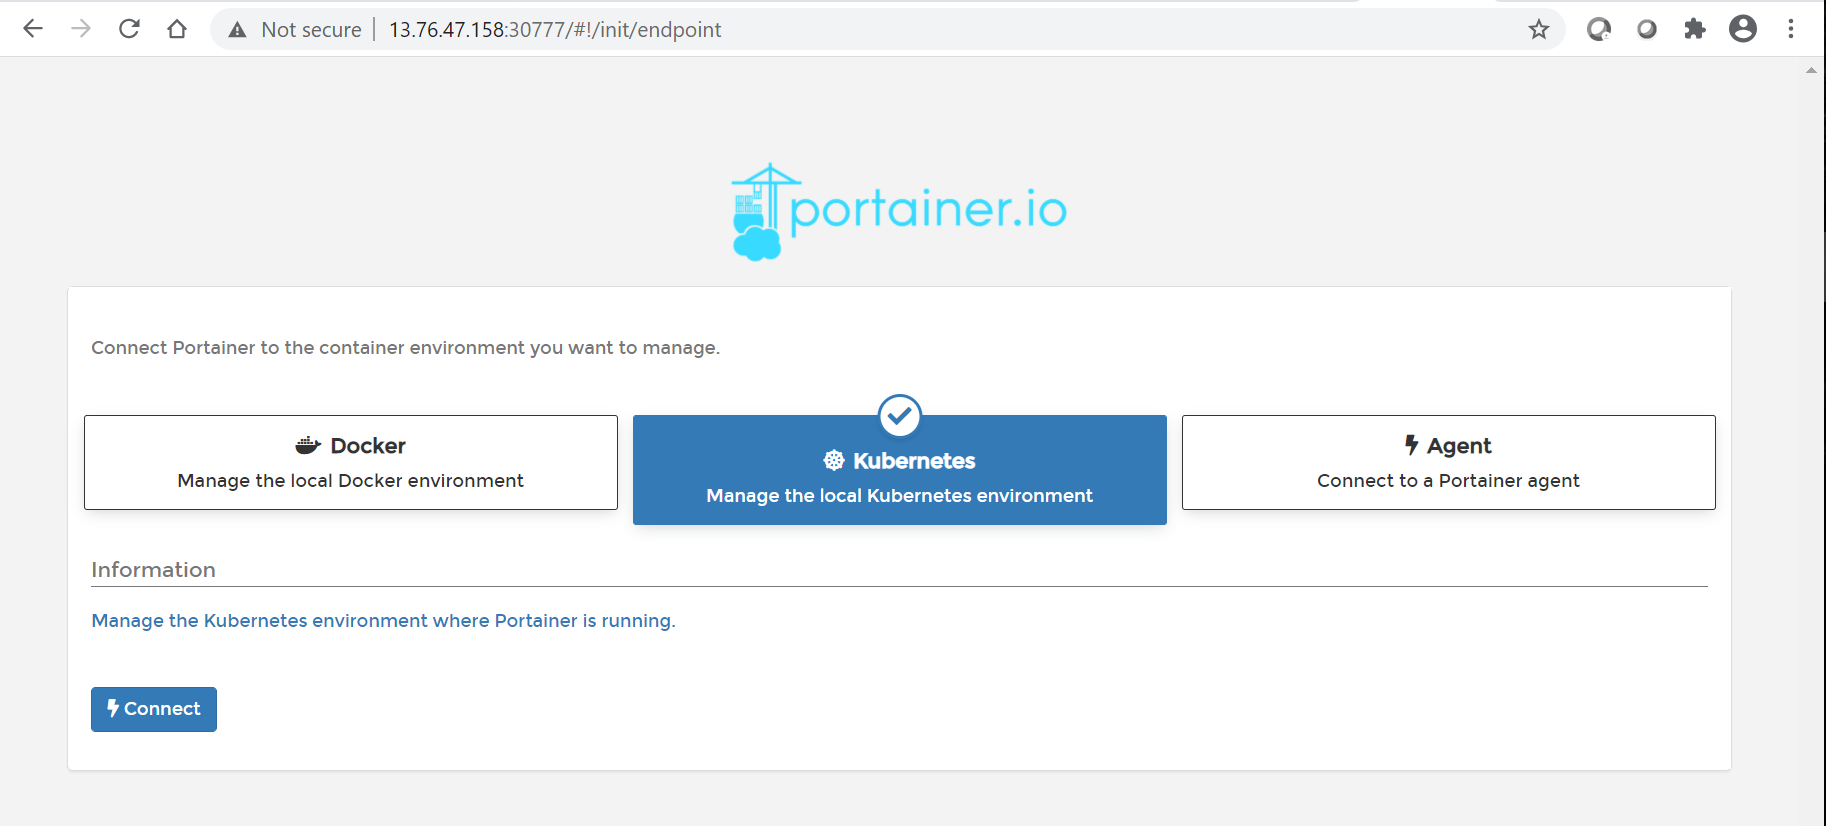 Not secure
13.76.47.158:30777/#!/init/endpoint
portainer.io
Connect Portainer to the container environment you want to manage.
Docker
Manage the local Docker environment
Kubernetes
Manage the local Kubernetes environment
Agent
Connect to a Portainer agent
Information
Manage the Kubernetes environment where Portainer is running.
Connect